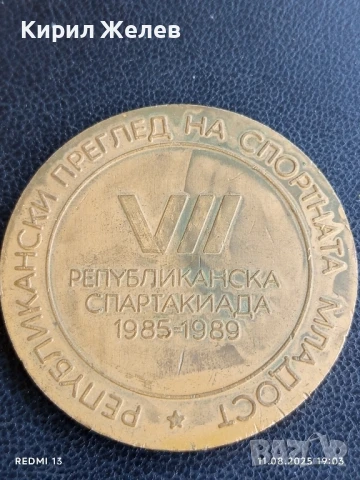 Кирил Желев
РЕПУБЛИКАНСКИ ПРЕГЛЕД НА СПОРТНАТА МЛАДОСТ
VII
РЕПУБЛИКАНСКА
СПАРТАКИАДА
1985-1989
REDMI 13
11.08.2025 19:03